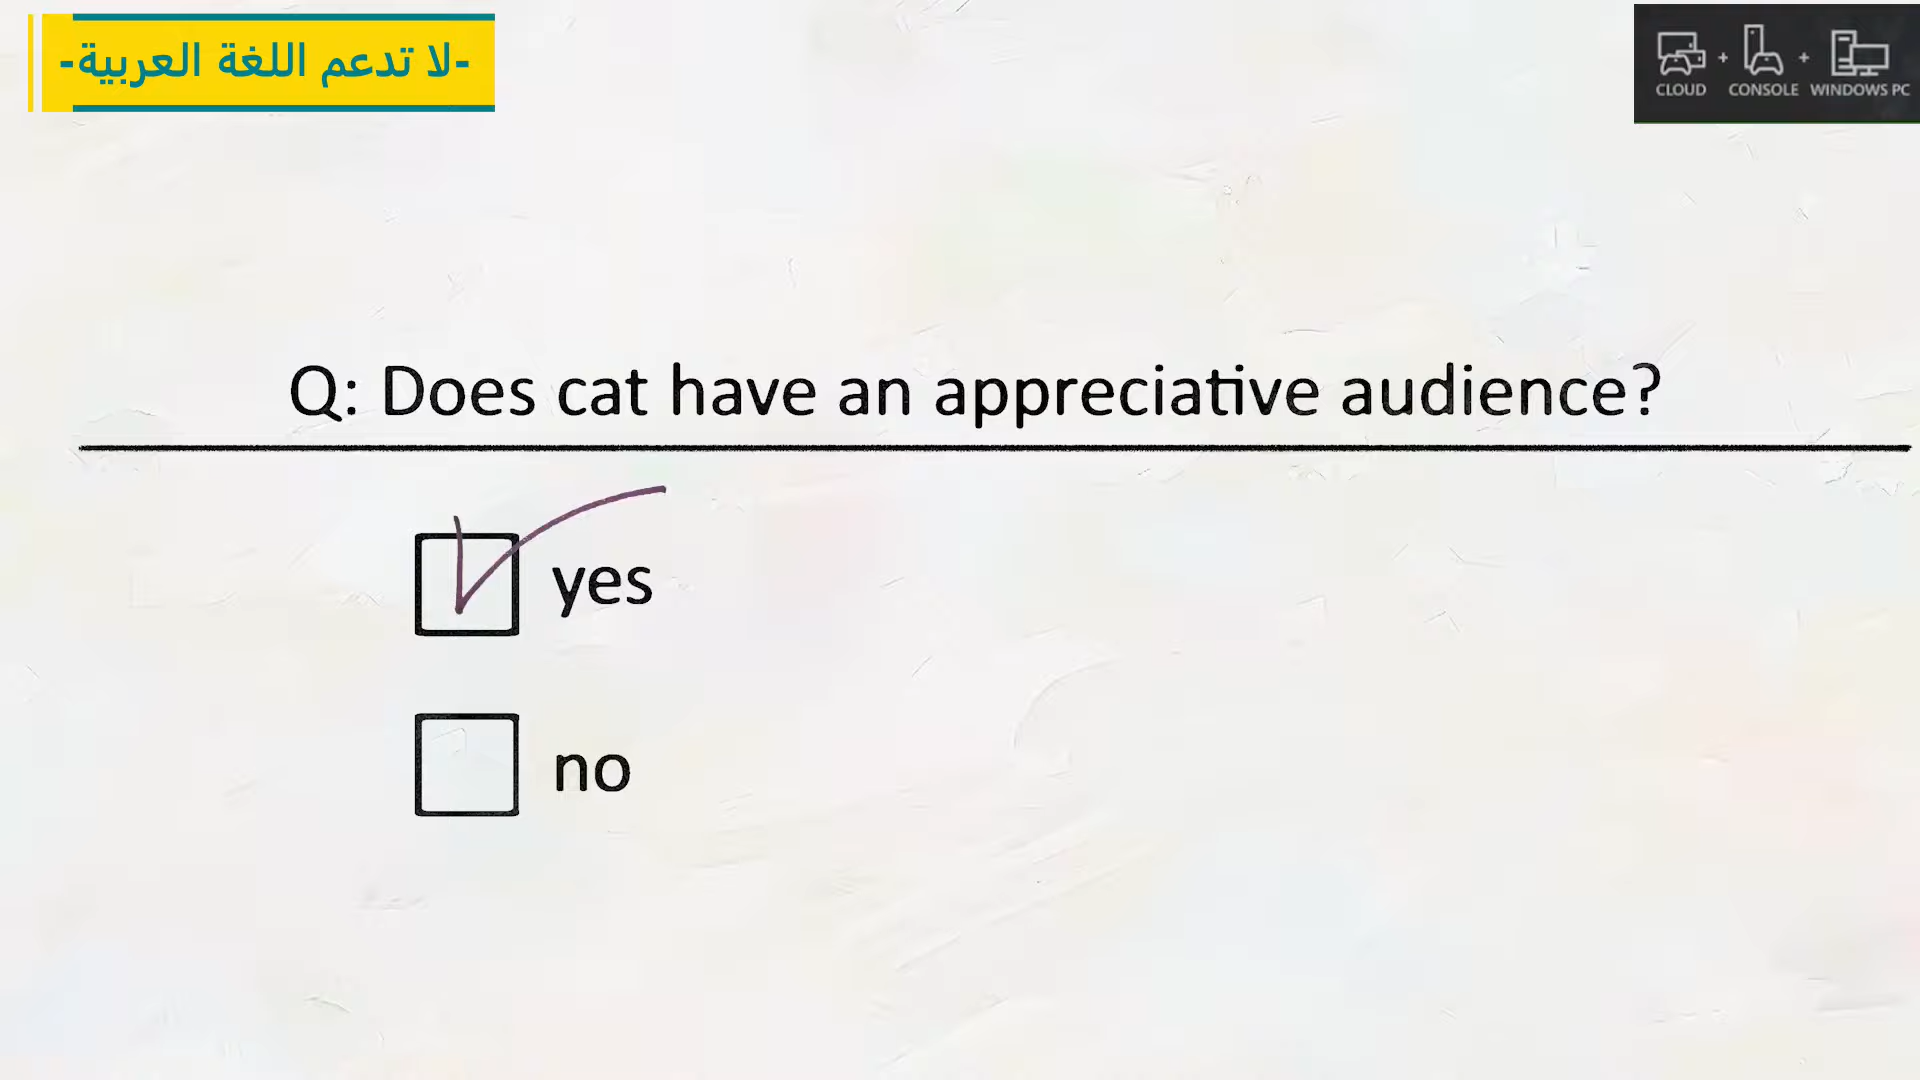 -لا تدعم اللغة العربية-
CLOUD + CONSOLE + WINDOWS PC
Q: Does cat have an appreciative audience?
yes
no